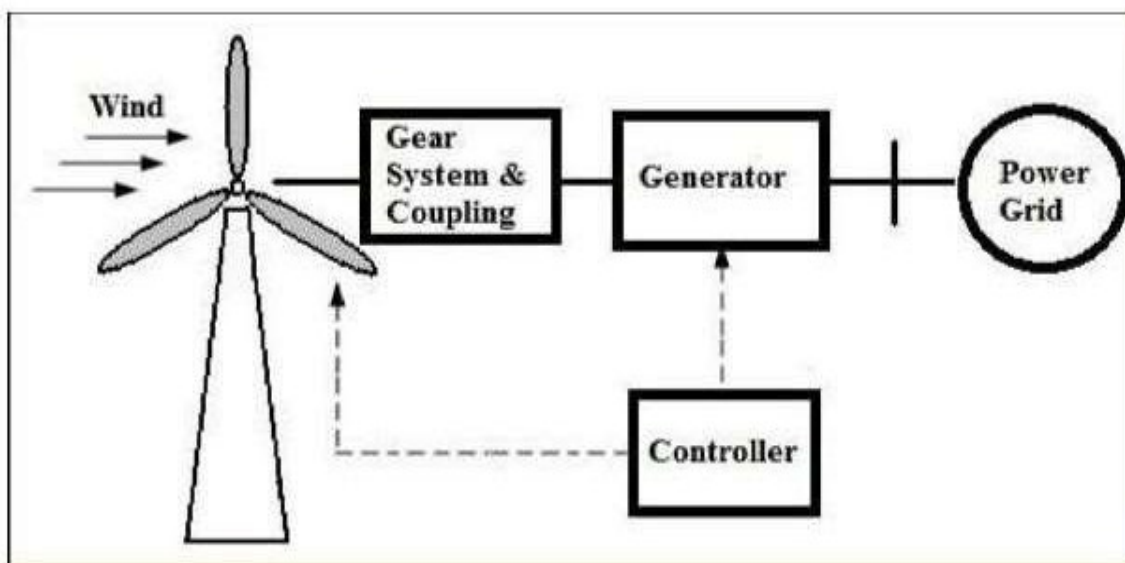 Wind
Gear
System &
Coupling
Generator
Power
Grid
Controller